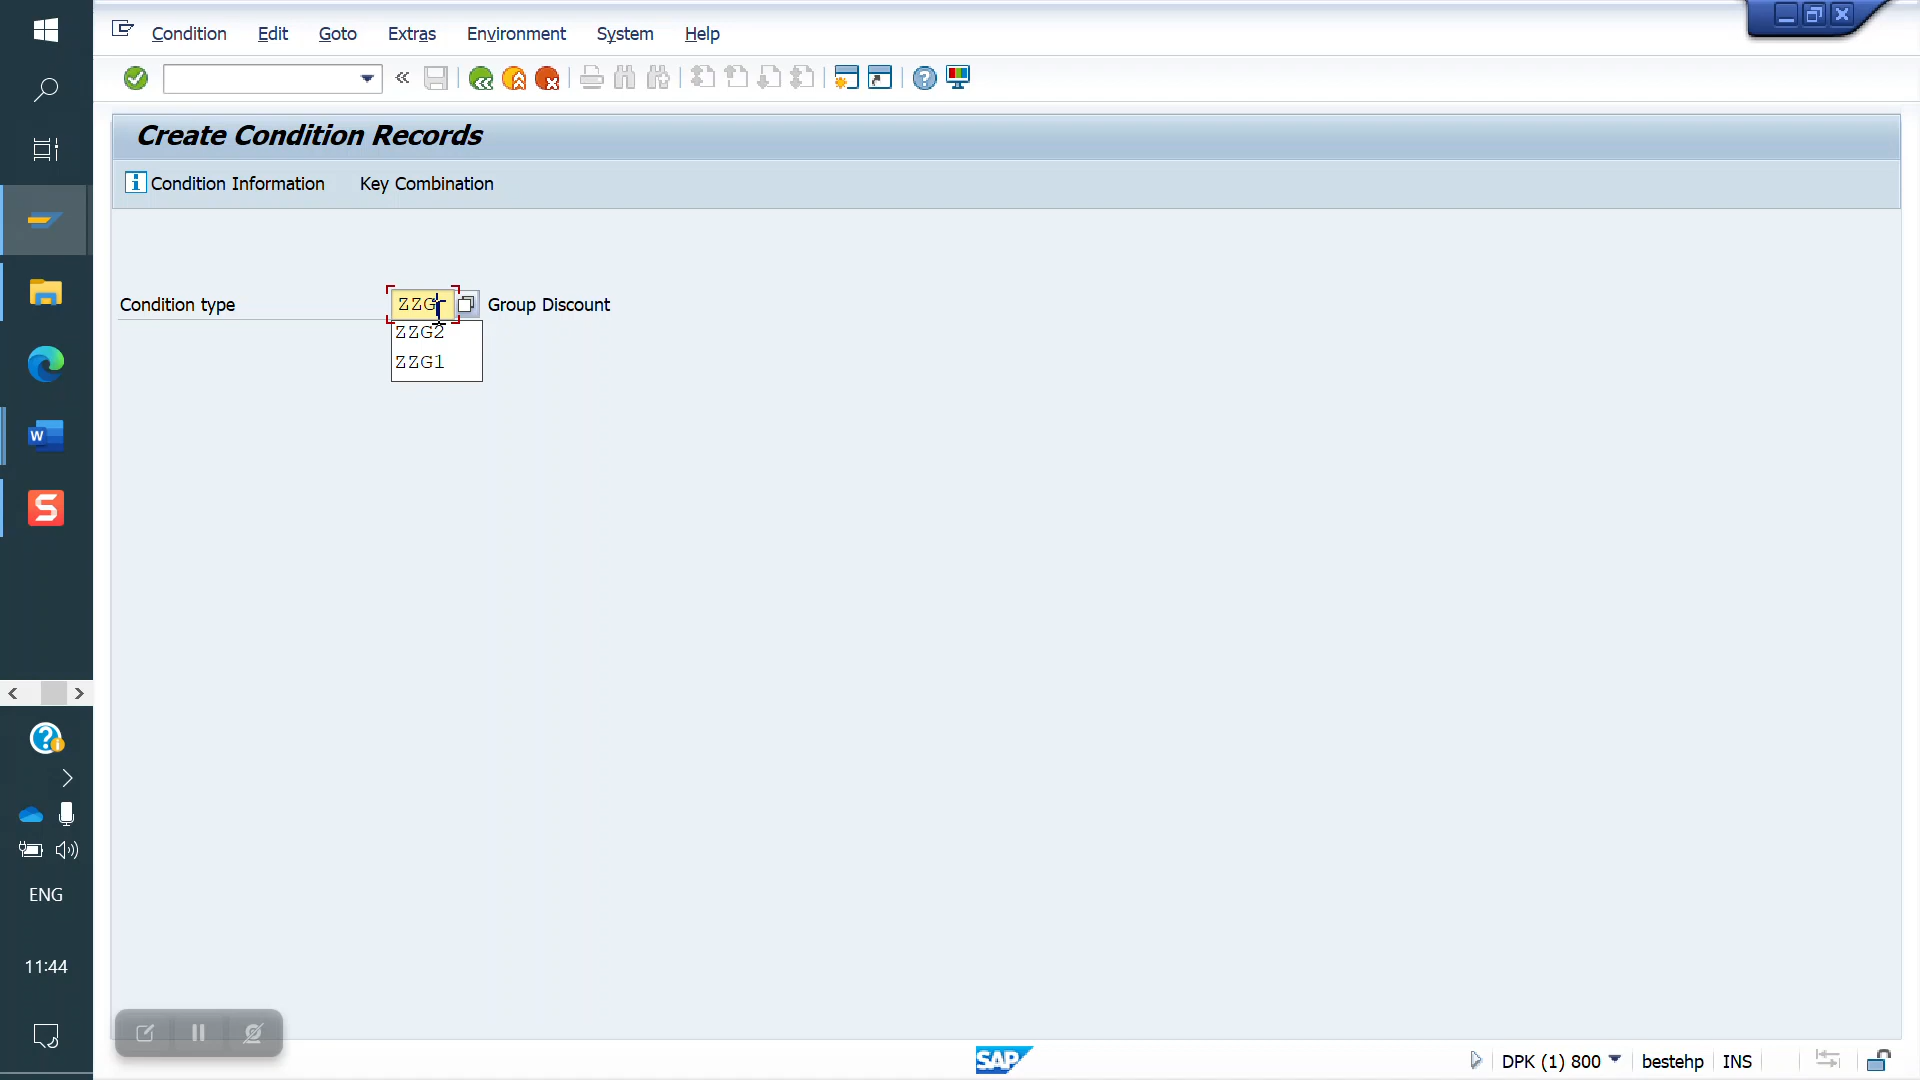 Condition Edit Goto Extras Environment System Help
Create Condition Records
Condition Information Key Combination
Condition type ZZG Group Discount
ZZG2
ZZG1
ENG
11:44
SAP
DPK (1) 800 bestehp INS